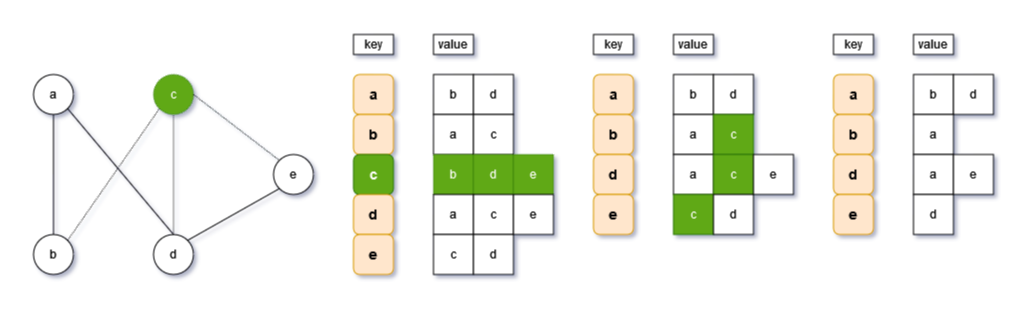 key value key value key value
a c a b d a b d a b d
b a c b a c b a
e c b d e d a c e d a e
d a c e e c d e d
b d e c d